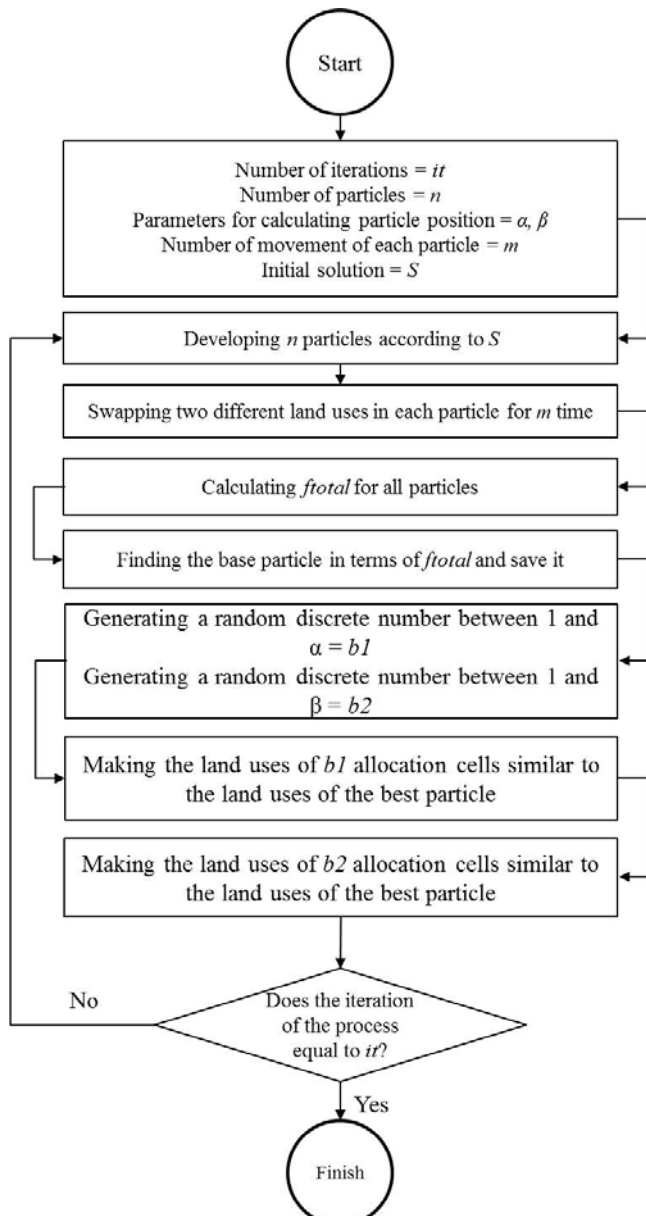 Start
Number of iterations = it
Number of particles = n
Parameters for calculating particle position = α, β
Number of movement of each particle = m
Initial solution = S
Developing n particles according to S
Swapping two different land uses in each particle for m time
Calculating ftotal for all particles
Finding the base particle in terms of ftotal and save it
Generating a random discrete number between 1 and
α = b1
Generating a random discrete number between 1 and
β = b2
Making the land uses of b1 allocation cells similar to
the land uses of the best particle
Making the land uses of b2 allocation cells similar to
the land uses of the best particle
No
Does the iteration
of the process
equal to it?
Yes
Finish